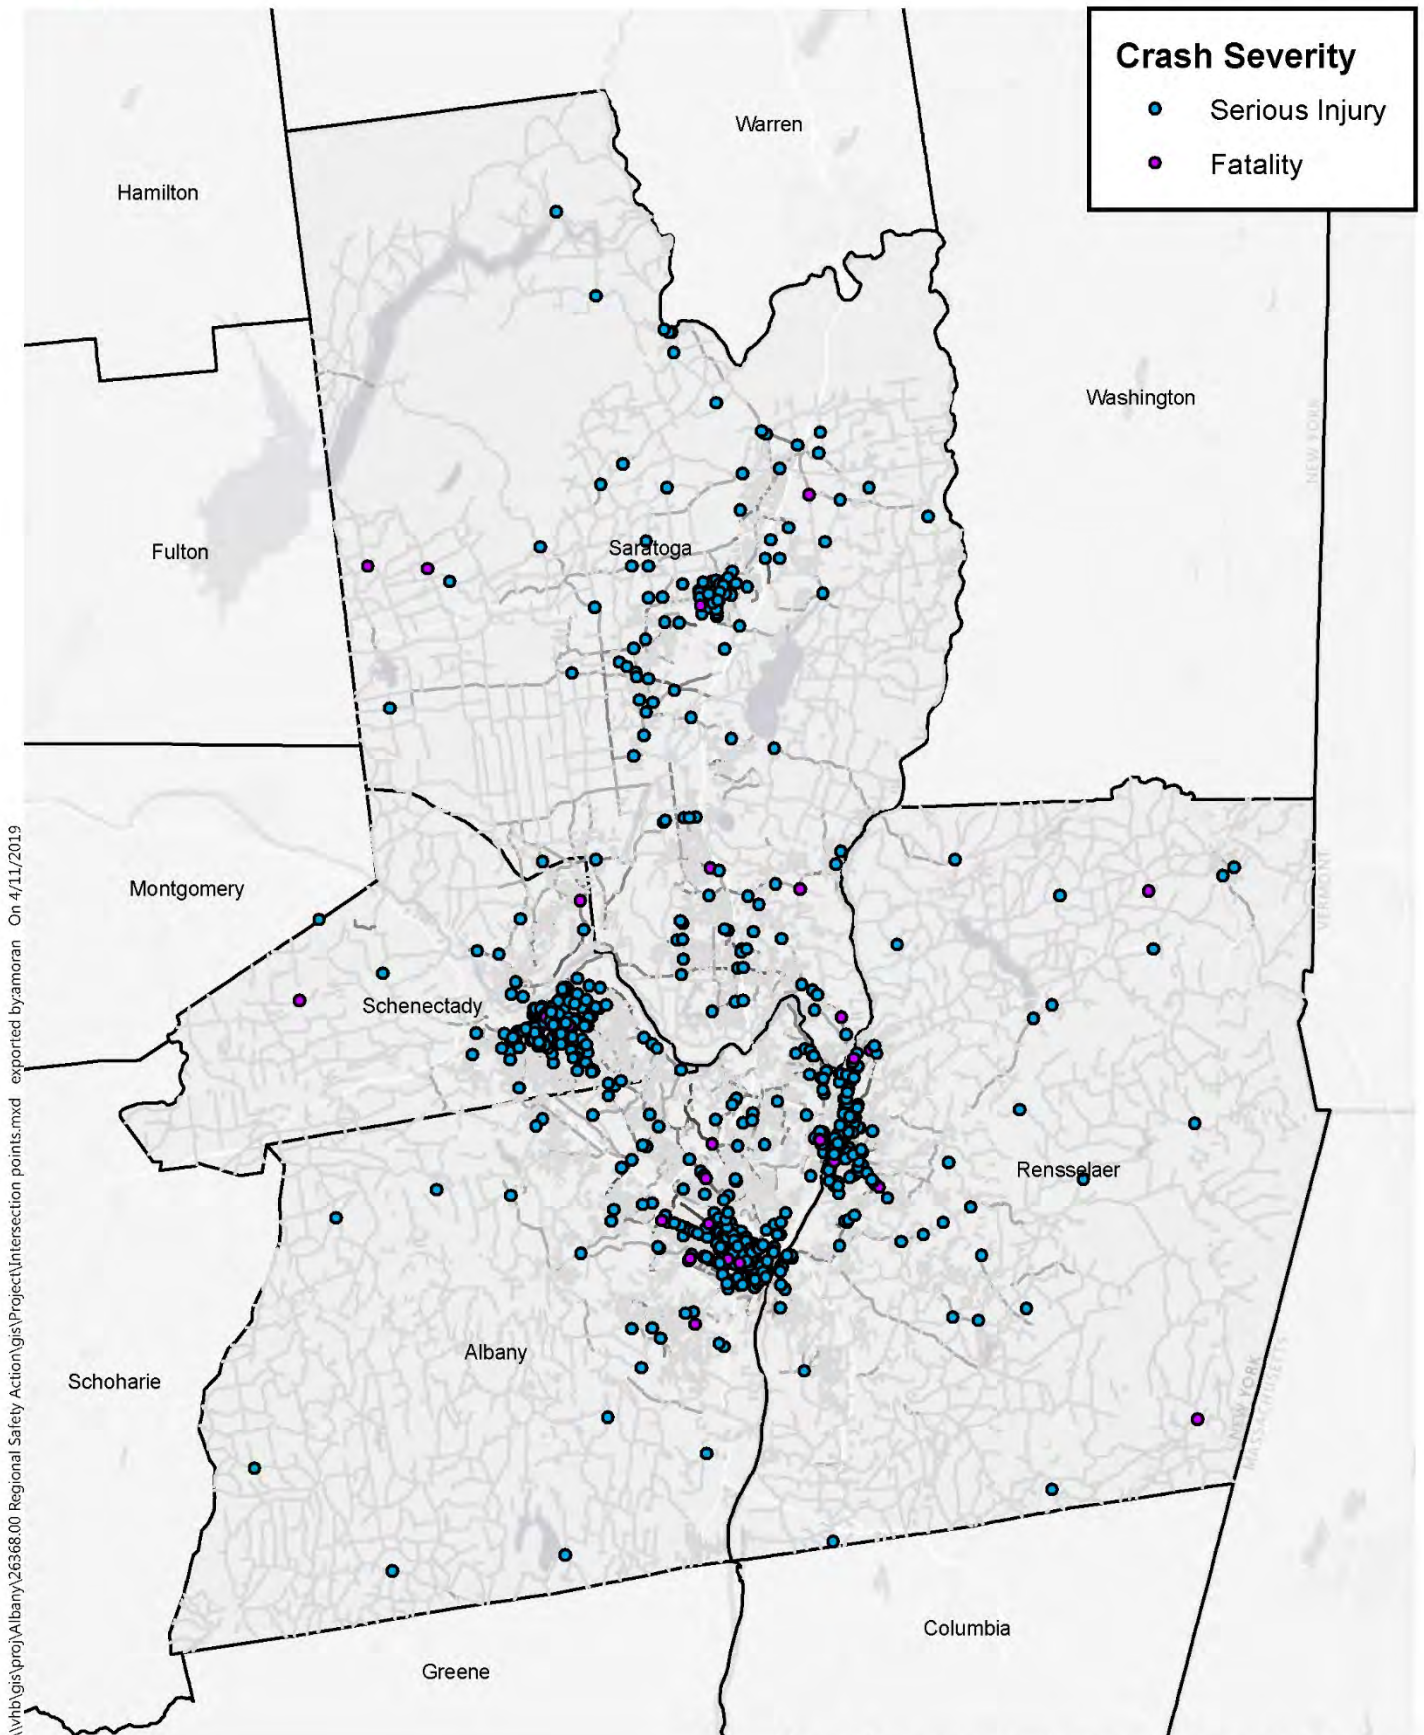 Crash Severity
Serious Injury
Fatality
Warren
Hamilton
Washington
NEW YORK
Fulton
Saratoga
Montgomery
VERMONT
Schenectady
Rensselaer
Albany
Schoharie
NEW YORK
MASSACHUSETTS
Columbia
Greene
\\vhb\gis\proj\Albany\26368.00 Regional Safety Action\gis\Project\Intersection points.mxd exported by:amoran On 4/11/2019